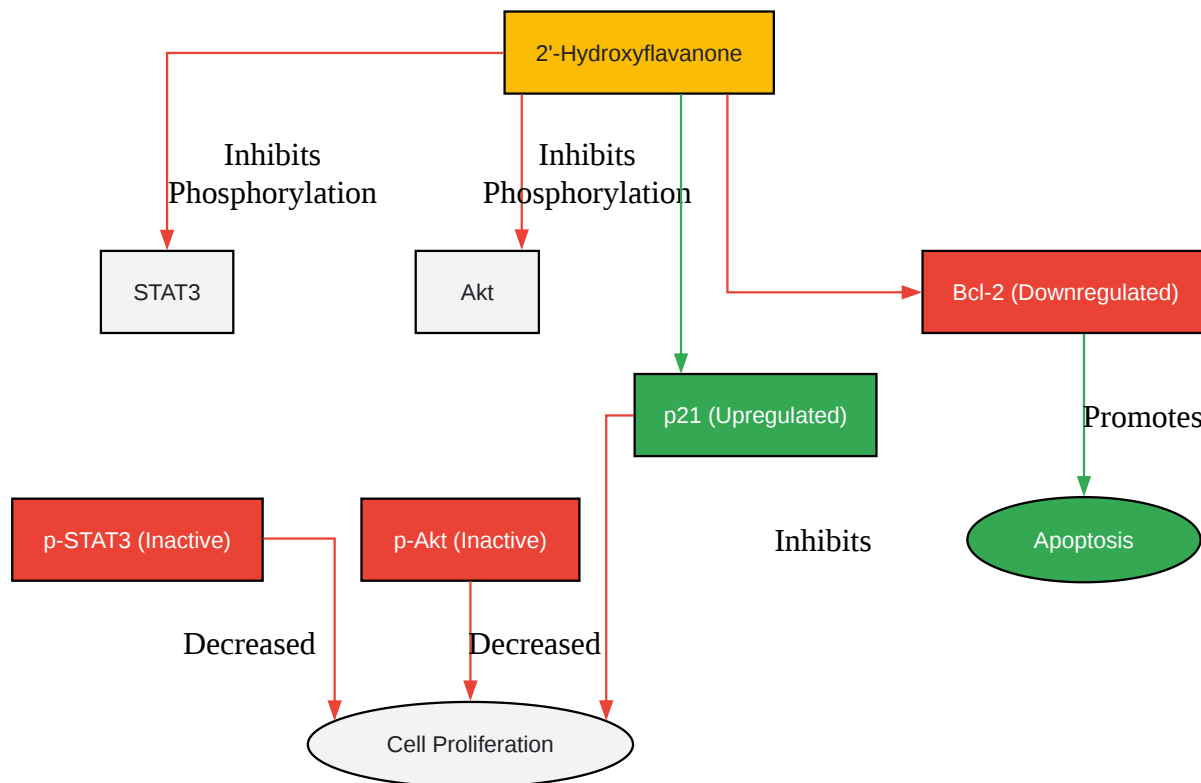 2'-Hydroxyflavanone
Inhibits
Phosphorylation
Inhibits
Phosphorylation
STAT3
Akt
Bcl-2 (Downregulated)
p21 (Upregulated)
Promotes
p-STAT3 (Inactive)
p-Akt (Inactive)
Inhibits
Apoptosis
Decreased
Decreased
Cell Proliferation